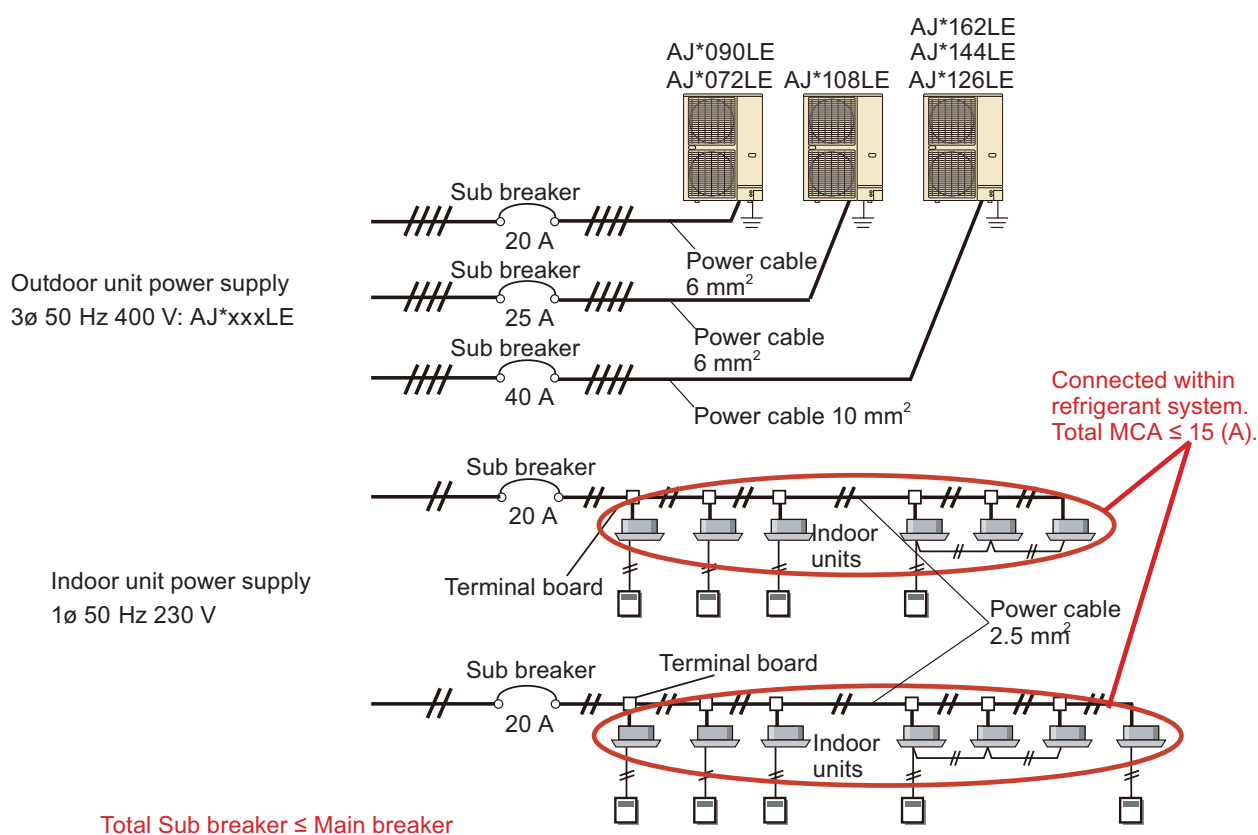 AJ*162LE
AJ*090LE
AJ*144LE
AJ*072LE
AJ*108LE
AJ*126LE
Sub breaker
20 A
Power cable
6 mm²
Outdoor unit power supply
3ø 50 Hz 400 V: AJ*xxxLE
Sub breaker
25 A
Power cable
6 mm²
Sub breaker
40 A
Power cable 10 mm²
Connected within
refrigerant system.
Total MCA ≤ 15 (A).
Sub breaker
20 A
Indoor
units
Terminal board
Indoor unit power supply
1ø 50 Hz 230 V
Power cable
2.5 mm²
Sub breaker
20 A
Terminal board
Indoor
units
Total Sub breaker ≤ Main breaker